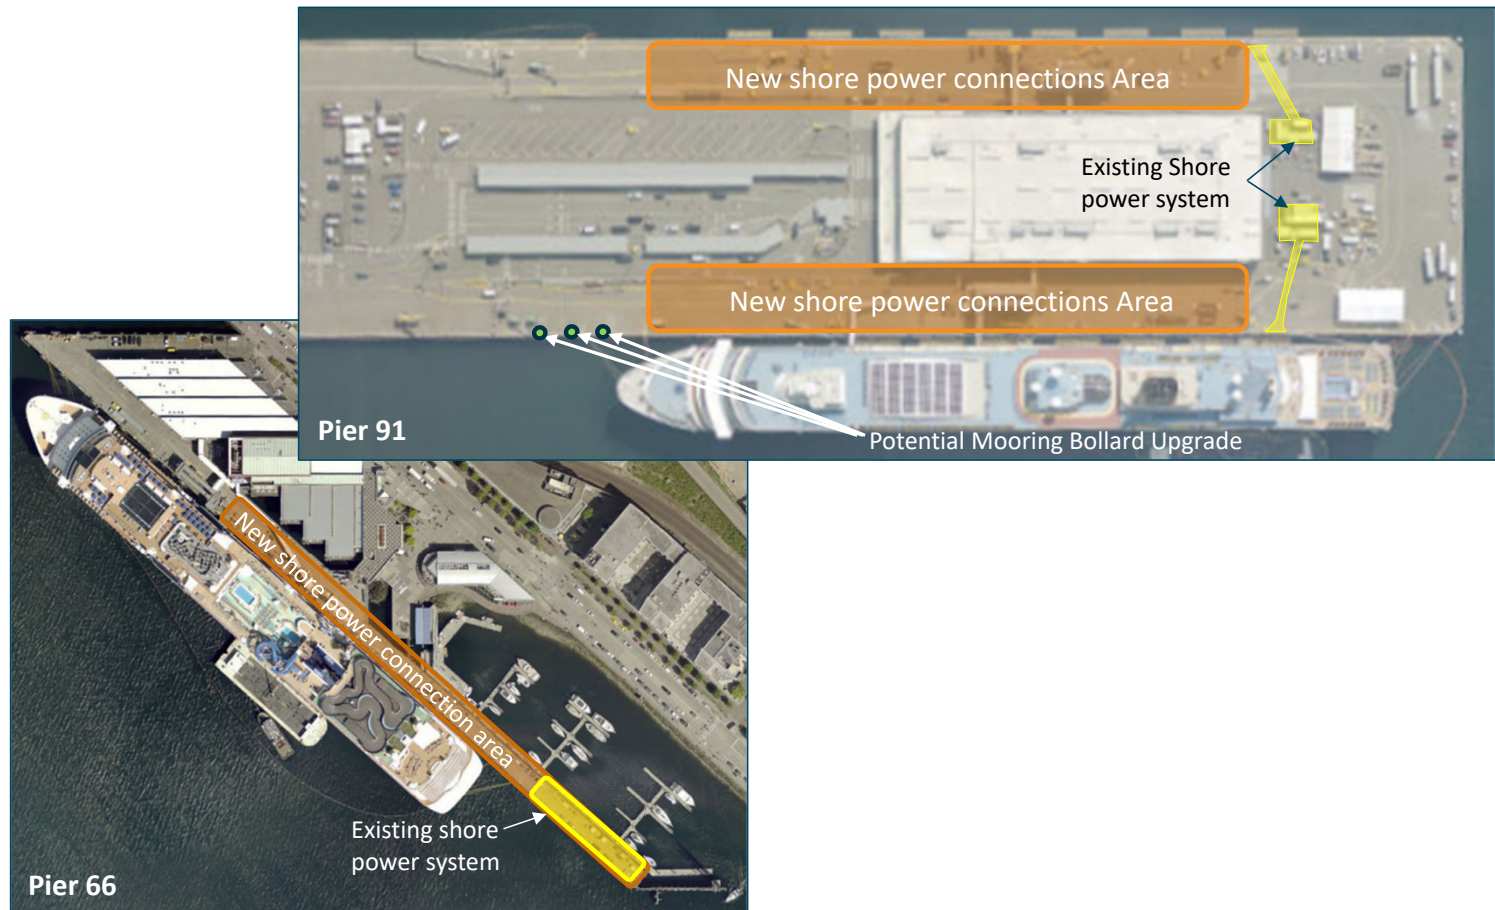 New shore power connections Area
Existing Shore
power system
New shore power connections Area
Pier 91
Potential Mooring Bollard Upgrade
New shore power connection area
Existing shore
power system
Pier 66